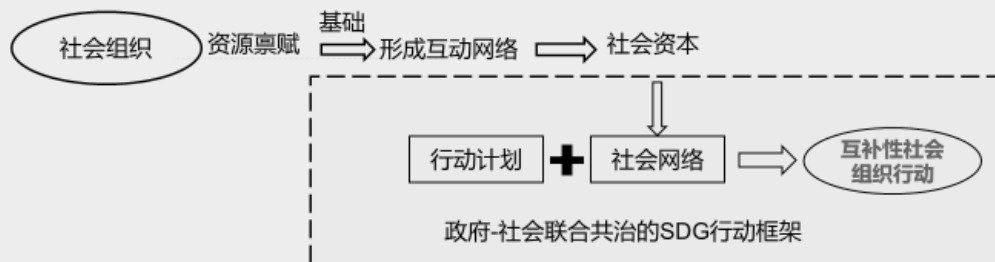 基础
社会组织 资源禀赋 形成互动网络 社会资本
行动计划 社会网络 互补性社会
组织行动
政府-社会联合共治的SDG行动框架